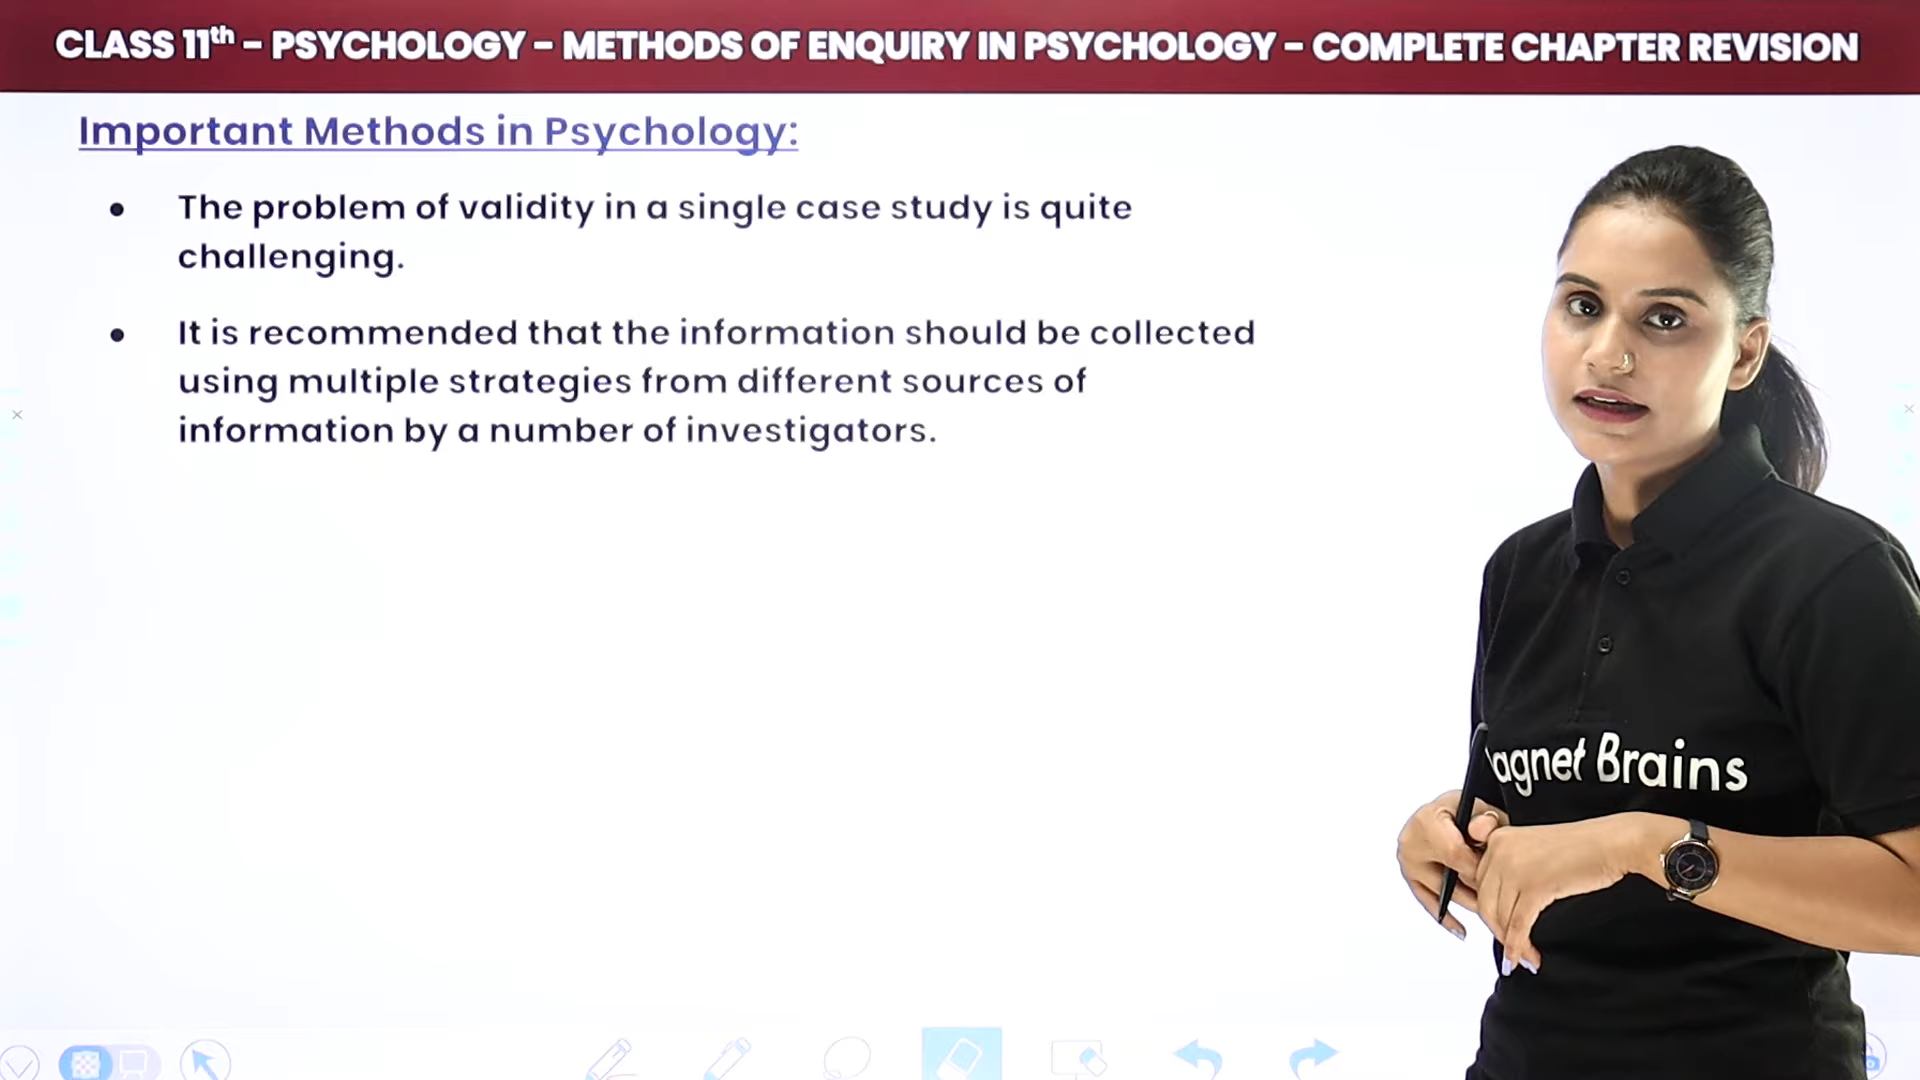 CLASS 11th – PSYCHOLOGY – METHODS OF ENQUIRY IN PSYCHOLOGY – COMPLETE CHAPTER REVISION
Important Methods in Psychology:
• The problem of validity in a single case study is quite
challenging.
• It is recommended that the information should be collected
using multiple strategies from different sources of
information by a number of investigators.
agnet Brains